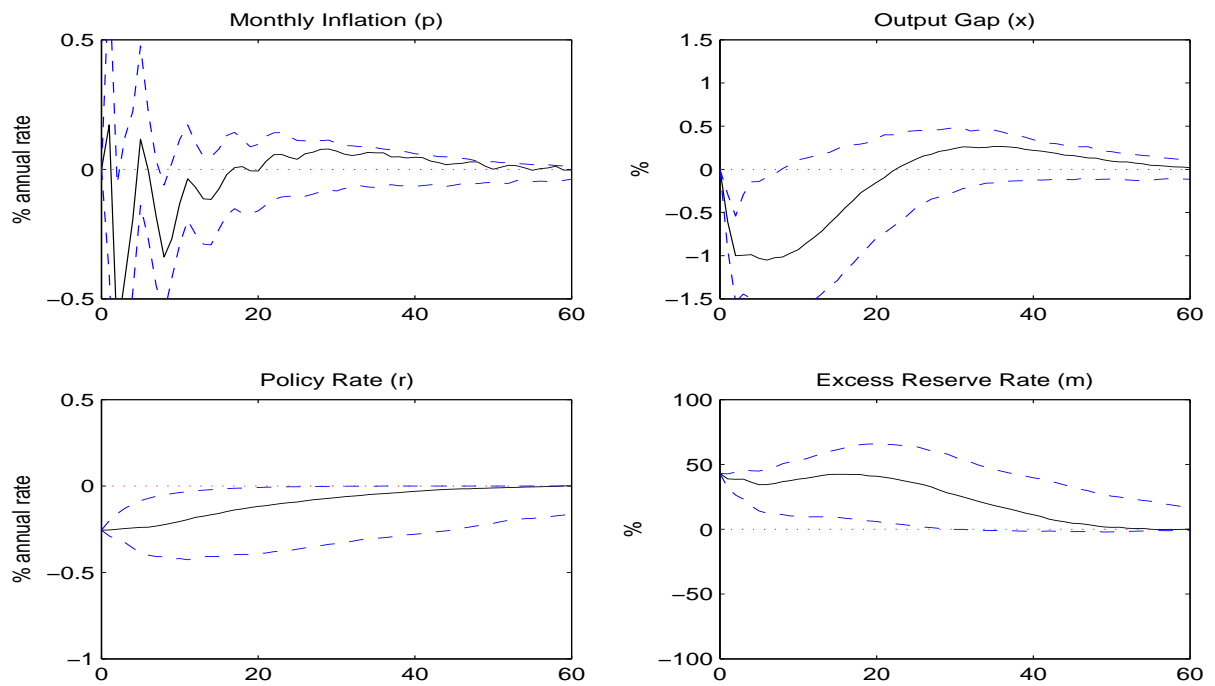 Monthly Inflation (p)
% annual rate
0.5
0
−0.5
0 20 40 60
Output Gap (x)
%
1.5
1
0.5
0
−0.5
−1
−1.5
0 20 40 60
Policy Rate (r)
% annual rate
0.5
0
−0.5
−1
0 20 40 60
Excess Reserve Rate (m)
%
100
50
0
−50
−100
0 20 40 60